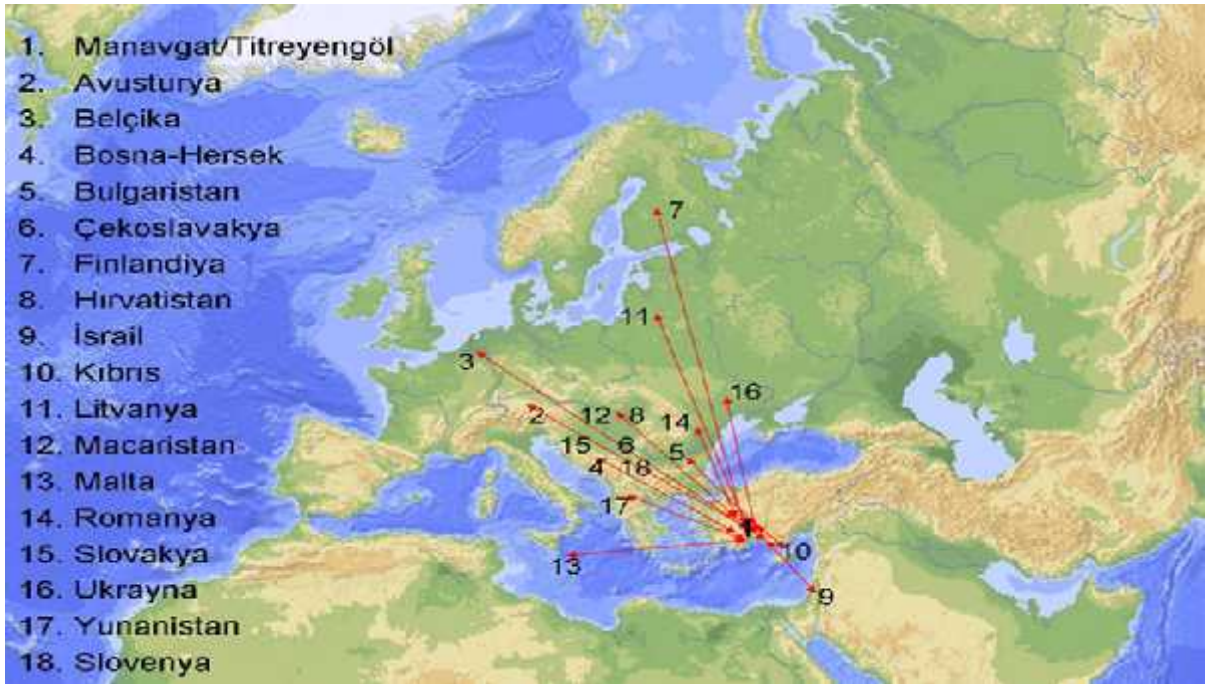 1. Manavgat/Titreyengöl
2. Avusturya
3. Belçika
4. Bosna-Hersek
5. Bulgaristan
6. Çekoslavakya
7. Finlandiya
8. Hırvatistan
9. İsrail
10. Kıbrıs
11. Litvanya
12. Macaristan
13. Malta
14. Romanya
15. Slovakya
16. Ukrayna
17. Yunanistan
18. Slovenya
7
11
3
16
2
12
8
14
15
6
5
4
18
17
1
10
13
9